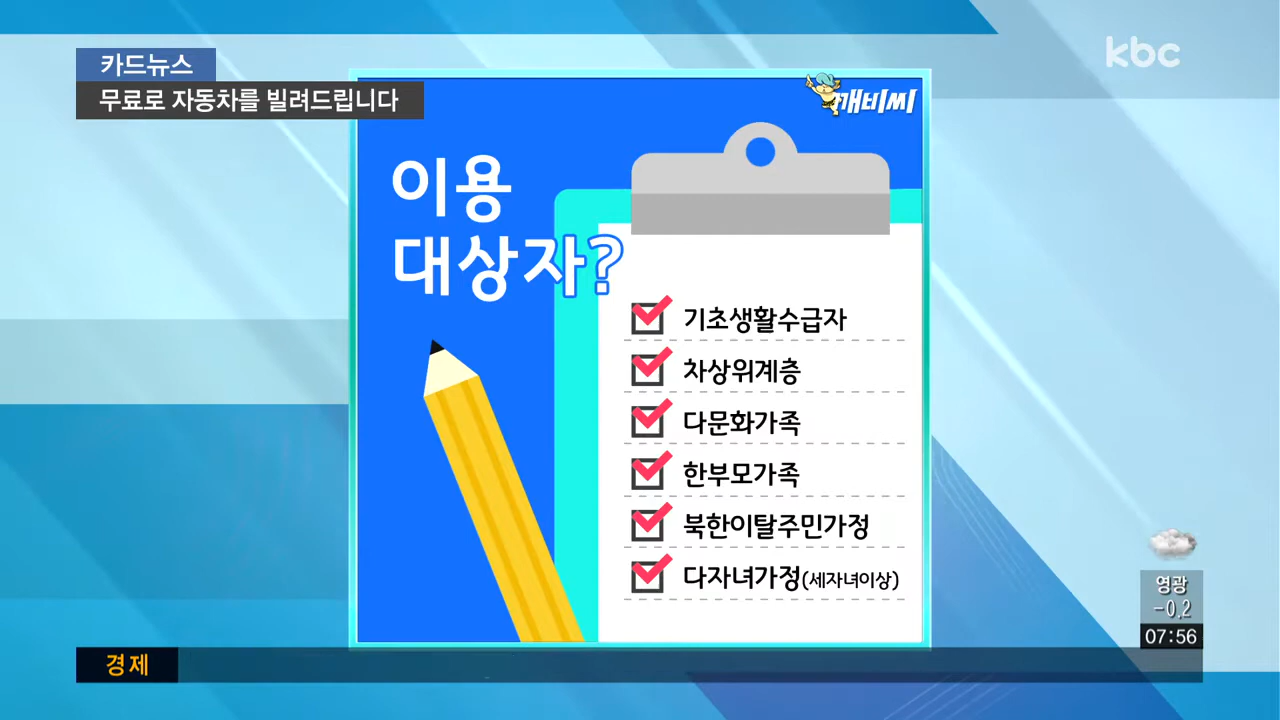 카드뉴스
무료로 자동차를 빌려드립니다
kbc
깨비씨
이용
대상자?
기초생활수급자
차상위계층
다문화가족
한부모가족
북한이탈주민가정
다자녀가정(세자녀이상)
영광
-0.2
07:56
경제